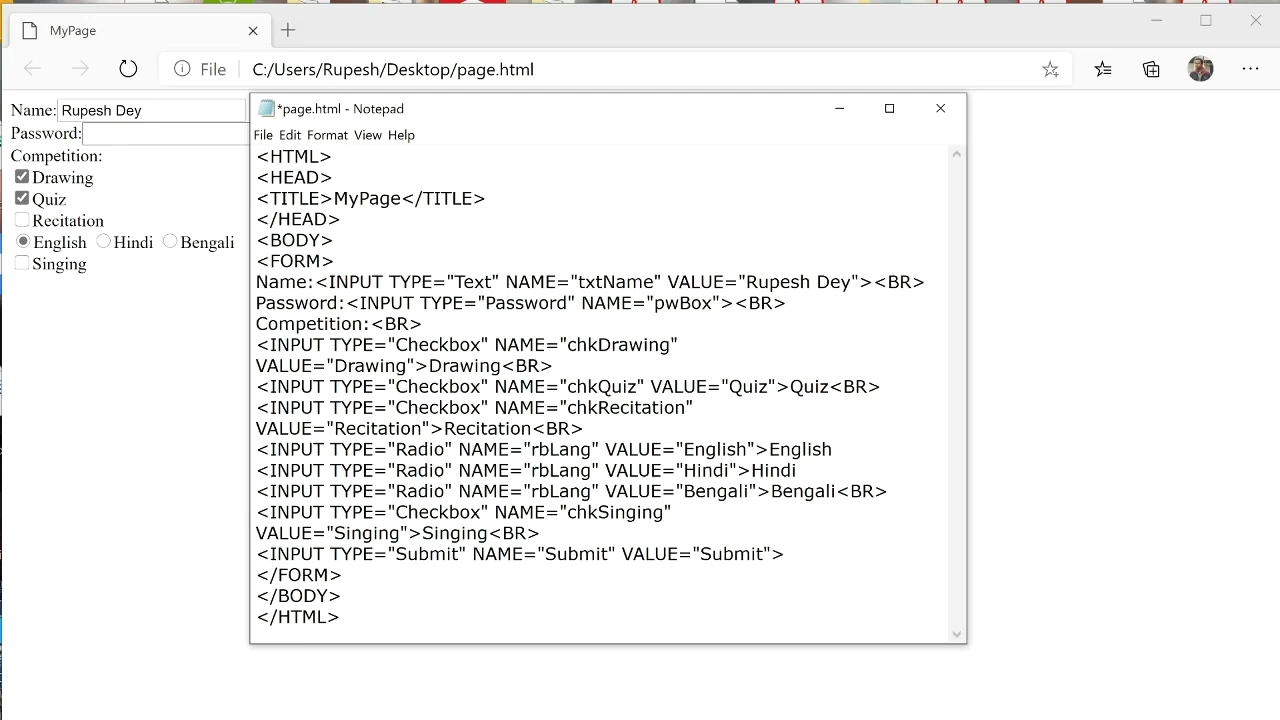 MyPage
File C:/Users/Rupesh/Desktop/page.html
Name: Rupesh Dey
Password:
Competition:
Drawing
Quiz
Recitation
English Hindi Bengali
Singing
*page.html - Notepad
File Edit Format View Help
<HTML>
<HEAD>
<TITLE>MyPage</TITLE>
</HEAD>
<BODY>
<FORM>
Name:<INPUT TYPE="Text" NAME="txtName" VALUE="Rupesh Dey"><BR>
Password:<INPUT TYPE="Password" NAME="pwBox"><BR>
Competition:<BR>
<INPUT TYPE="Checkbox" NAME="chkDrawing"
VALUE="Drawing">Drawing<BR>
<INPUT TYPE="Checkbox" NAME="chkQuiz" VALUE="Quiz">Quiz<BR>
<INPUT TYPE="Checkbox" NAME="chkRecitation"
VALUE="Recitation">Recitation<BR>
<INPUT TYPE="Radio" NAME="rbLang" VALUE="English">English
<INPUT TYPE="Radio" NAME="rbLang" VALUE="Hindi">Hindi
<INPUT TYPE="Radio" NAME="rbLang" VALUE="Bengali">Bengali<BR>
<INPUT TYPE="Checkbox" NAME="chkSinging"
VALUE="Singing">Singing<BR>
<INPUT TYPE="Submit" NAME="Submit" VALUE="Submit">
</FORM>
</BODY>
</HTML>